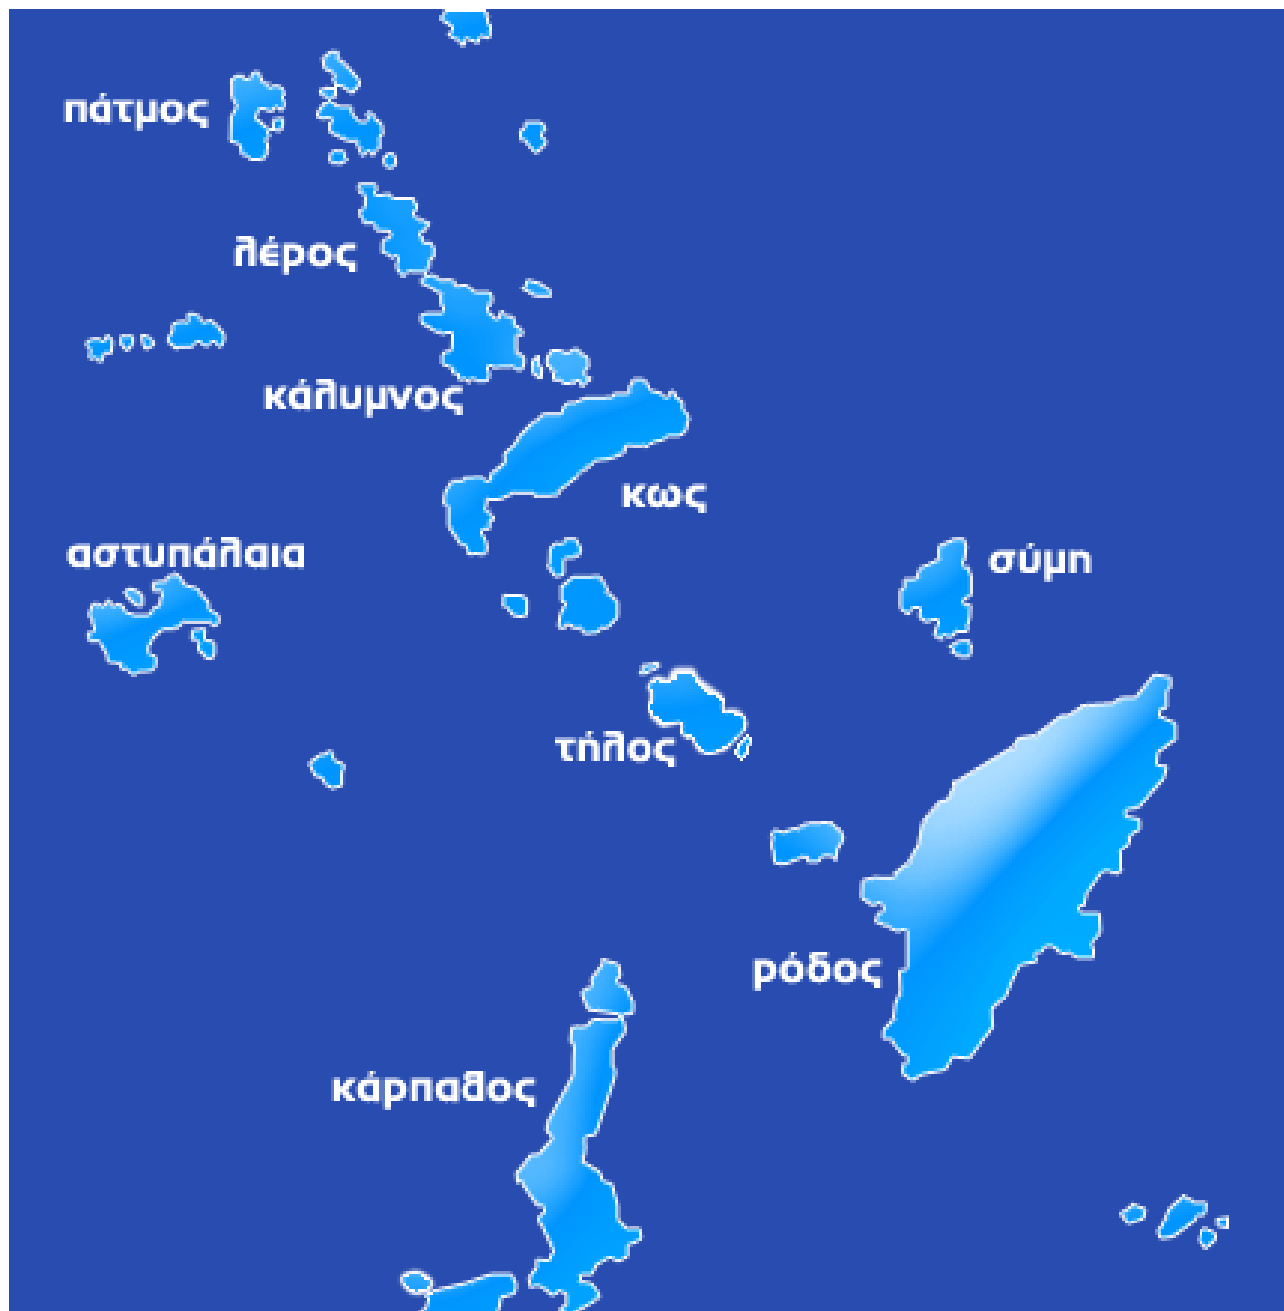 πάτμος
λέρος
κάλυμνος
κως
αστυπάλαια
σύμη
τήλος
ρόδος
κάρπαθος